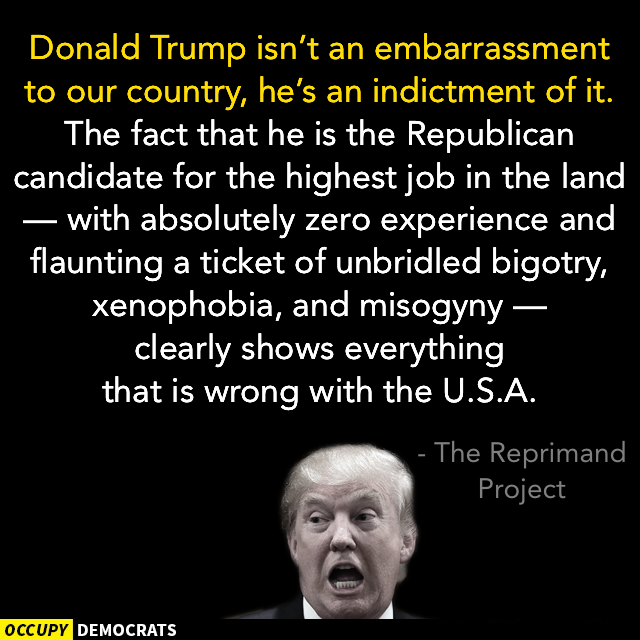 Donald Trump isn't an embarrassment
to our country, he's an indictment of it.
The fact that he is the Republican
candidate for the highest job in the land
— with absolutely zero experience and
flaunting a ticket of unbridled bigotry,
xenophobia, and misogyny —
clearly shows everything
that is wrong with the U.S.A.
- The Reprimand
Project
OCCUPY DEMOCRATS